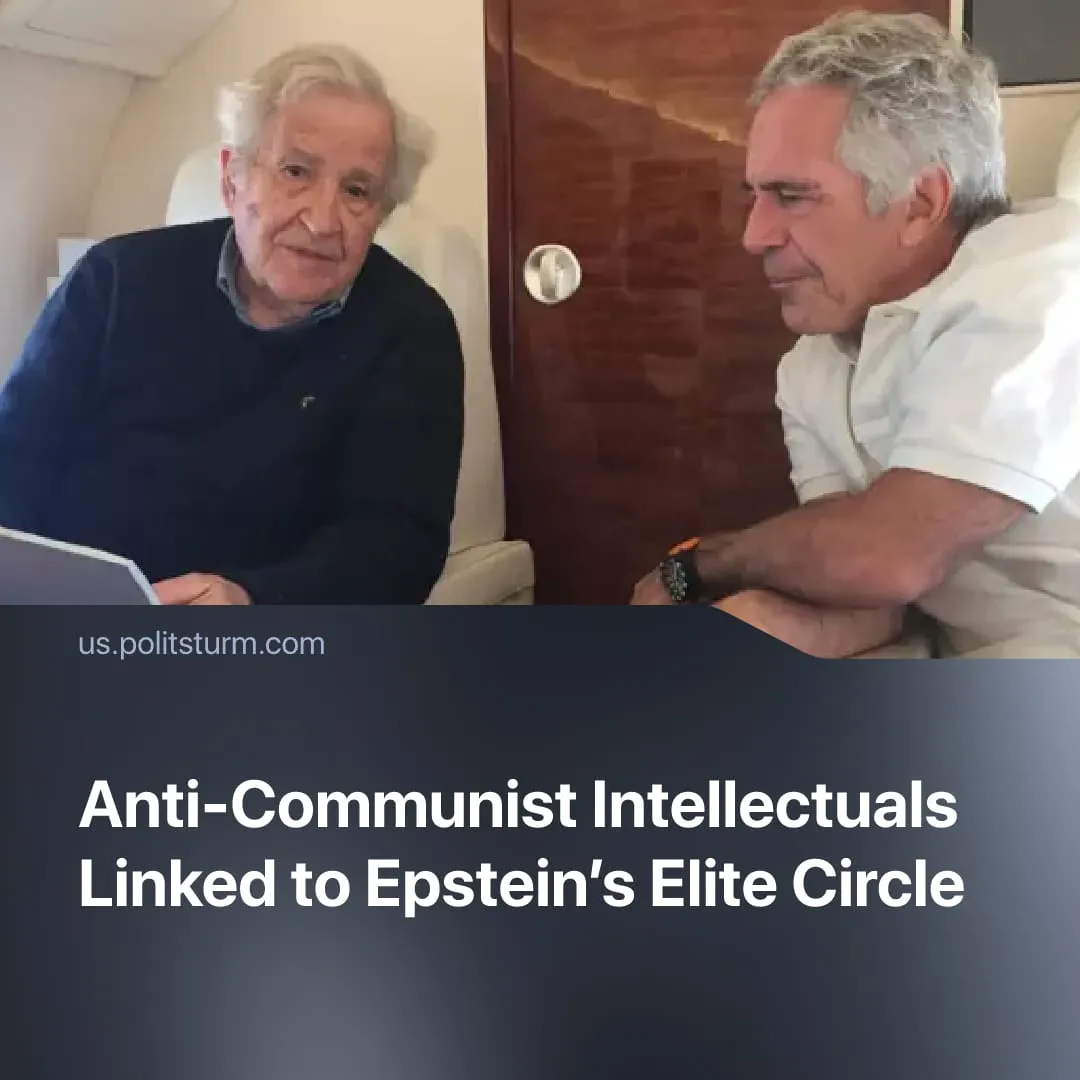 us.politsturm.com
Anti-Communist Intellectuals
Linked to Epstein’s Elite Circle